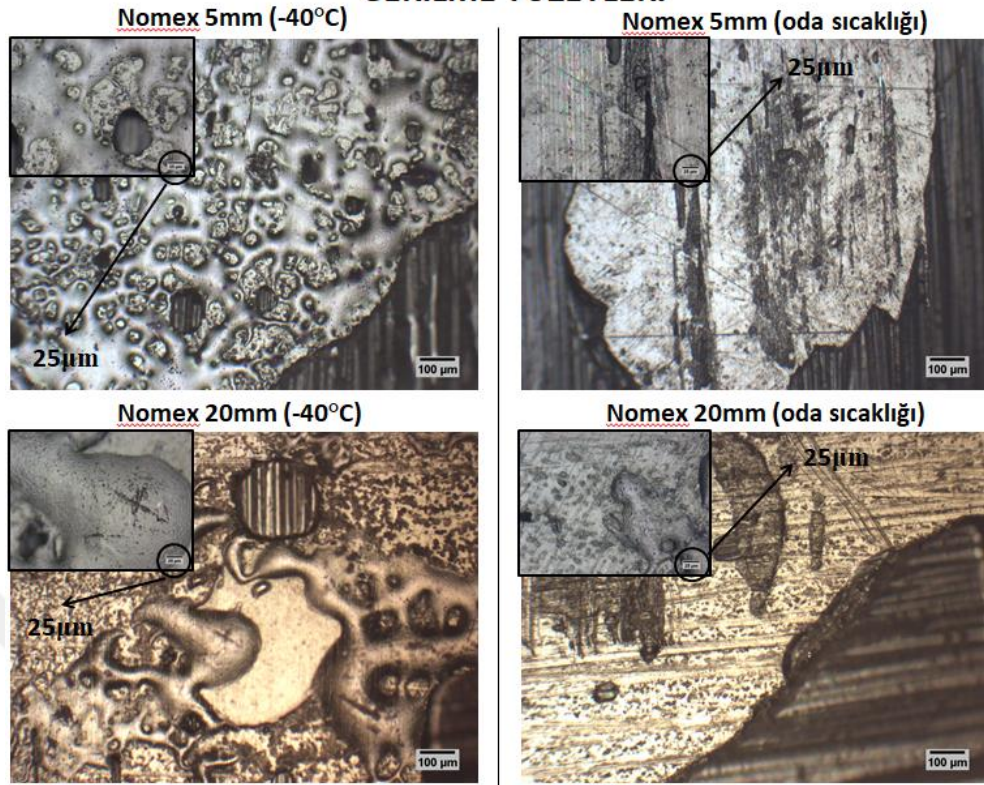 Nomex 5mm (-40°C)
Nomex 5mm (oda sıcaklığı)
25µm
25µm
100 µm
100 µm
Nomex 20mm (-40°C)
Nomex 20mm (oda sıcaklığı)
25µm
25µm
100 µm
100 µm